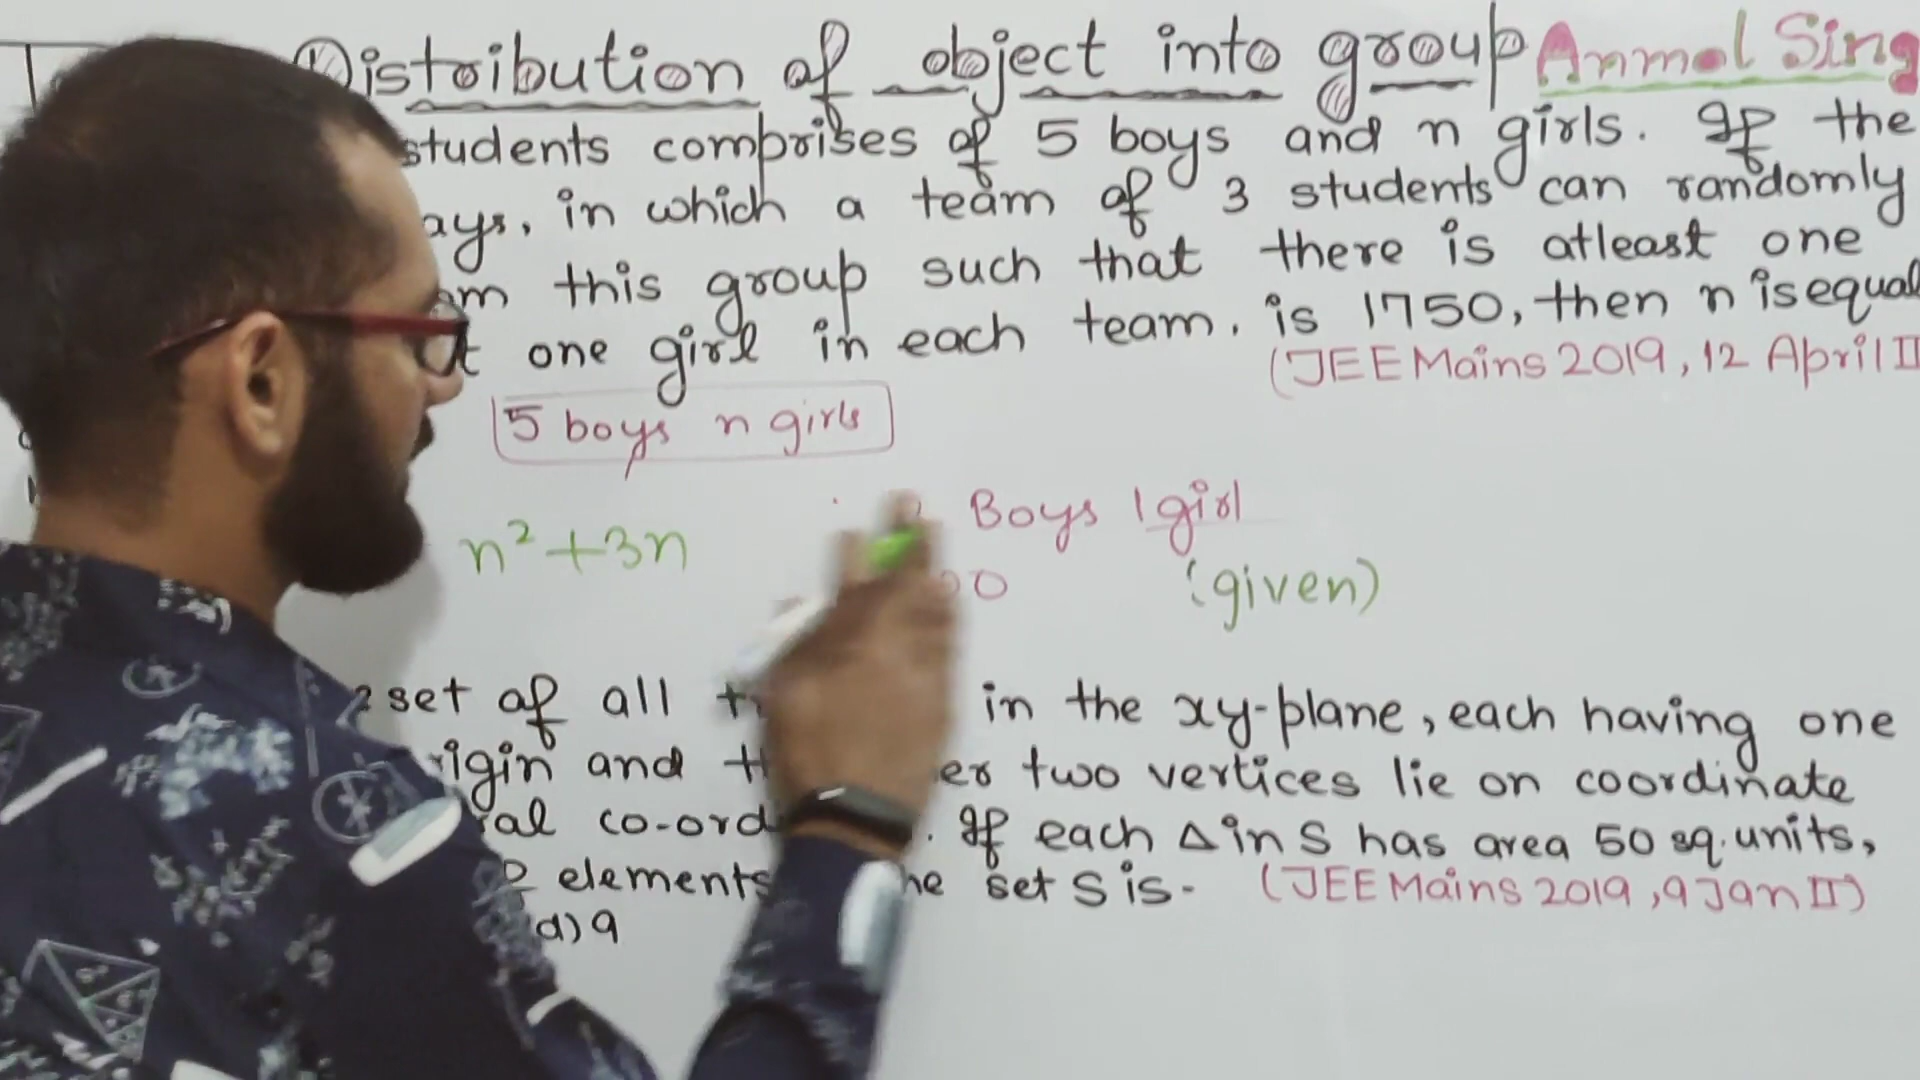 Distribution of object into group Anmol Sing
students comprises of 5 boys and n girls. If the
ays, in which a team of 3 students can randomly
om this group such that there is atleast one
one girl in each team, is 1750, then n is equal
(JEE Mains 2019, 12 April II
5 boys n girls
Boys 1 girl
n² + 3n
(given)
set of all in the xy-plane, each having one
rigin and two vertices lie on coordinate
co-ord . If each Δ in S has area 50 sq. units,
elements set S is - (JEE Mains 2019, 9 Jan II)
d) 9